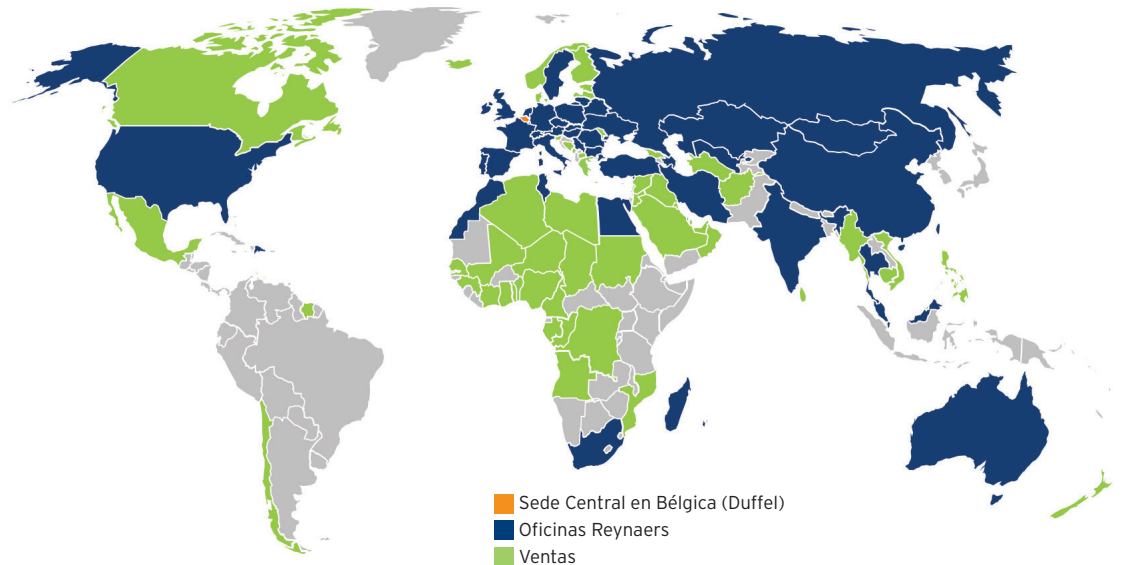 Sede Central en Bélgica (Duffel)
Oficinas Reynaers
Ventas